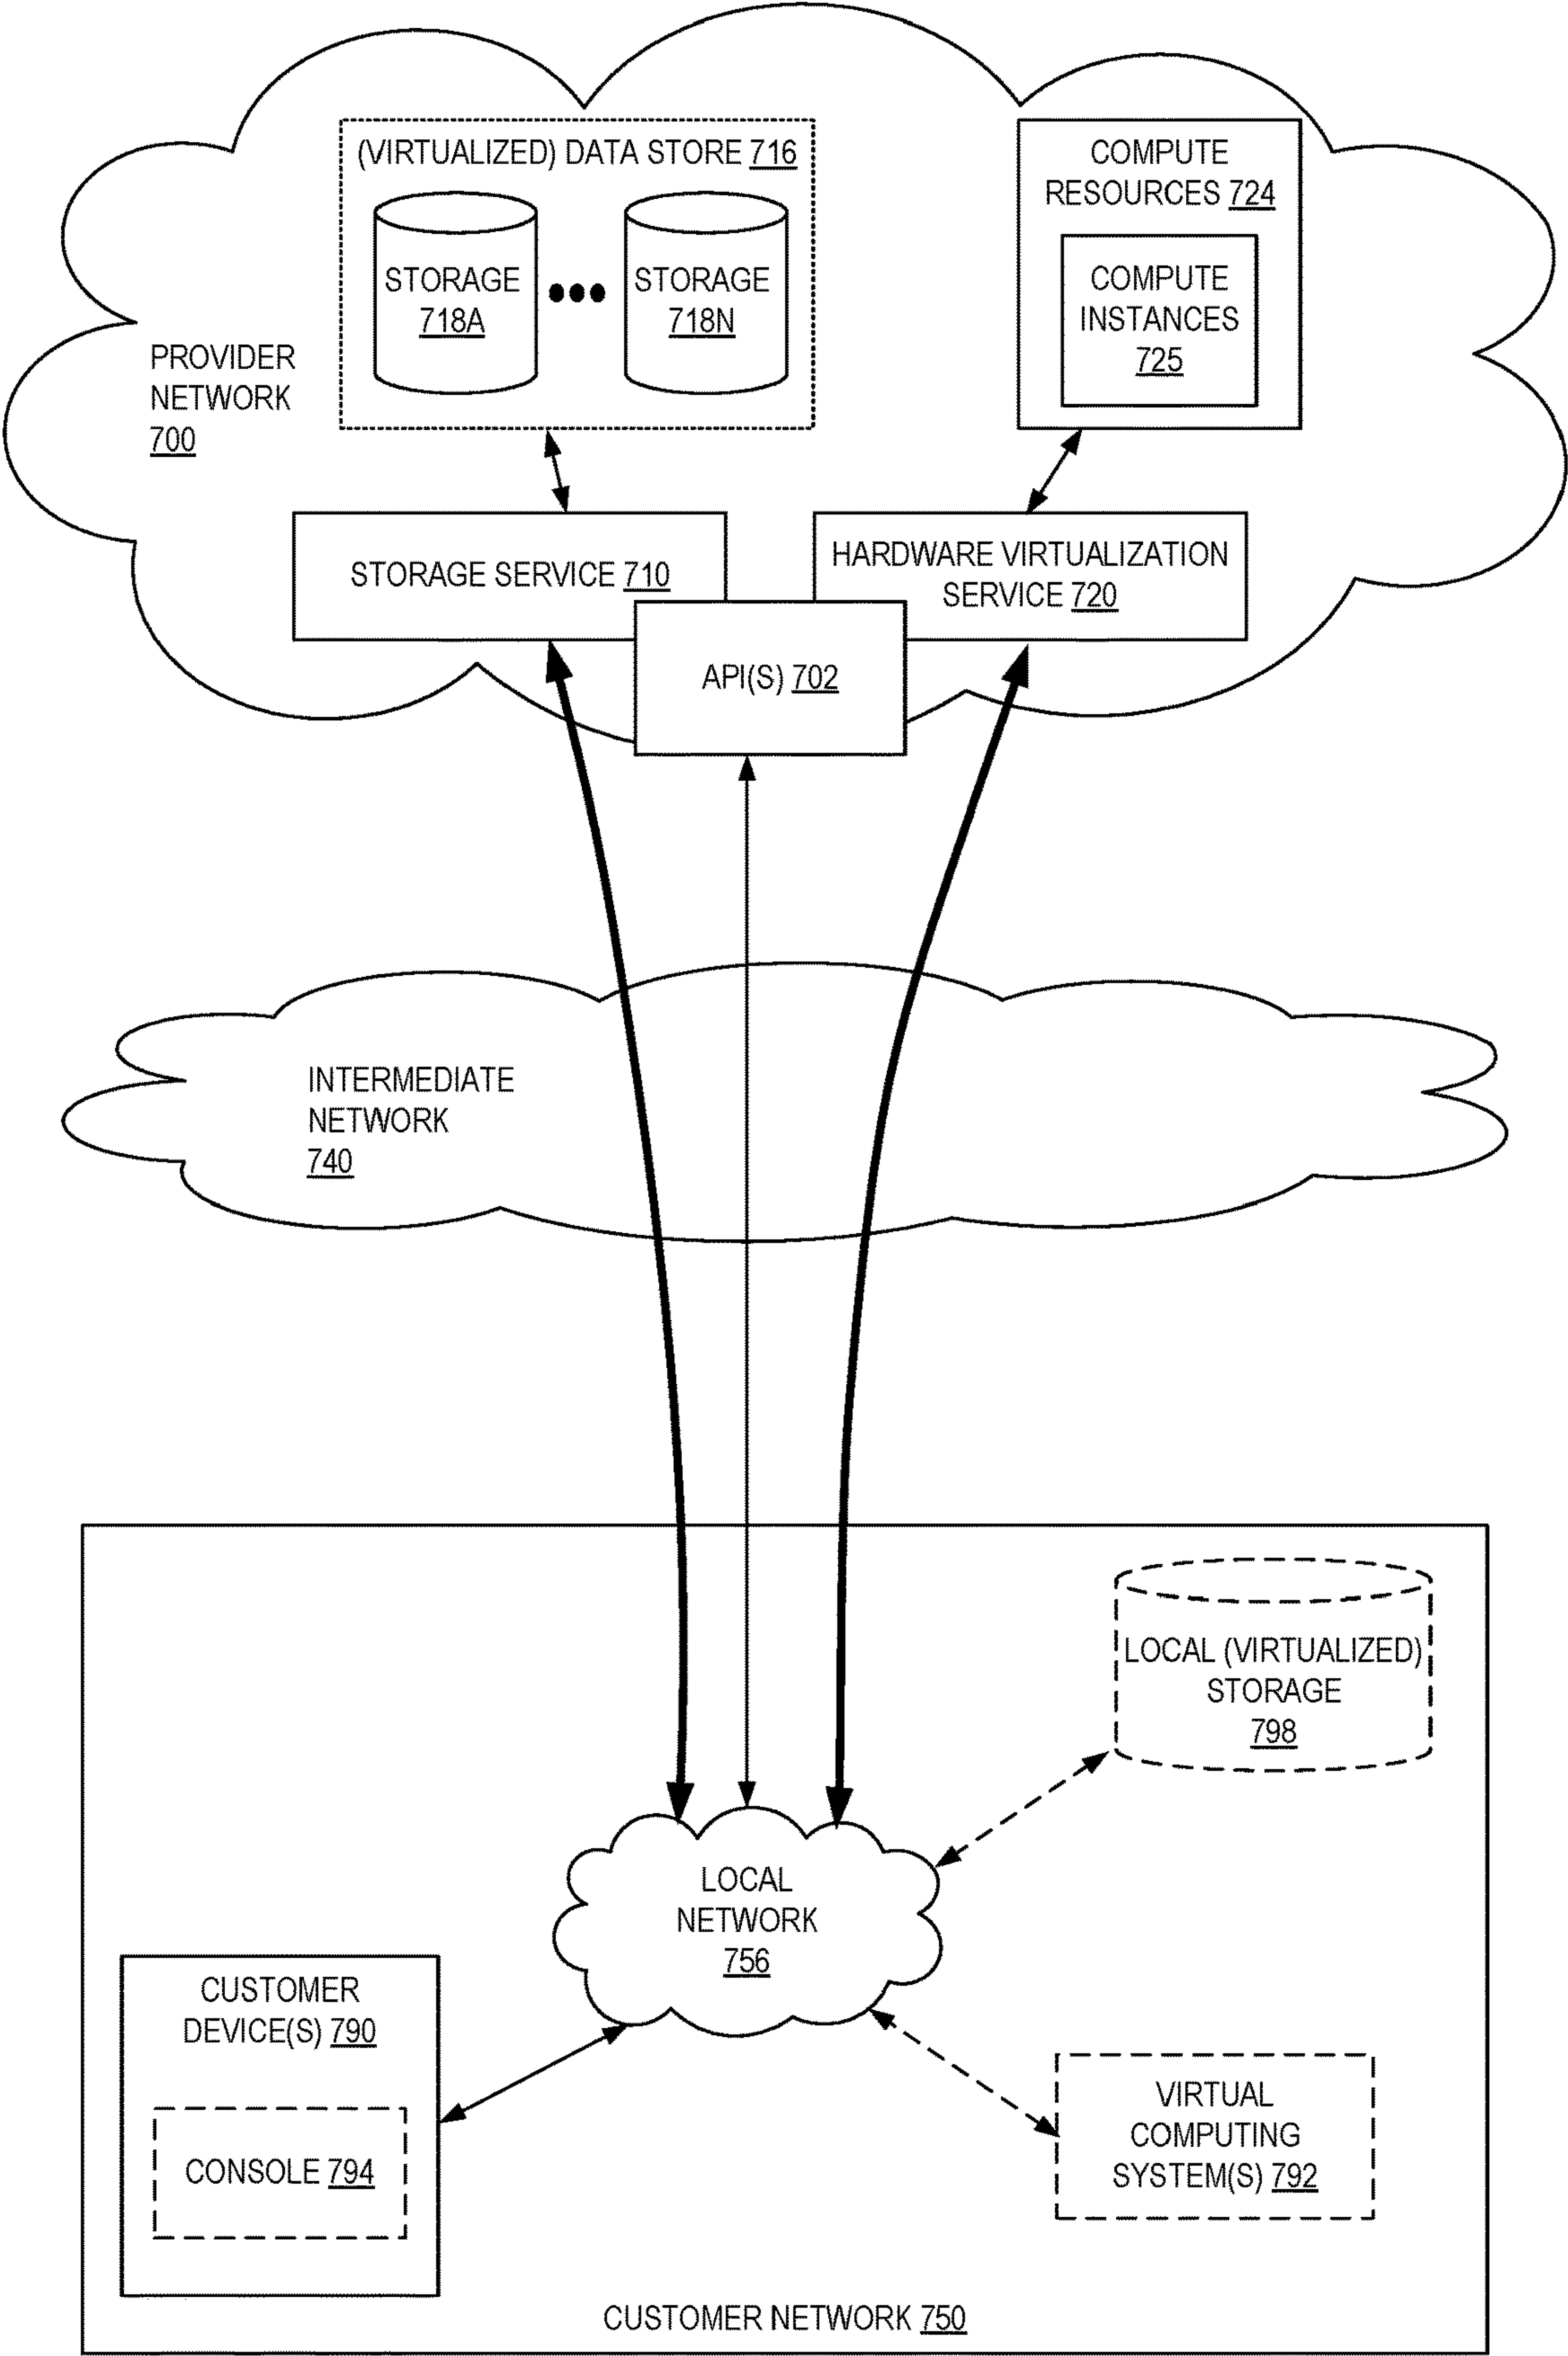 (VIRTUALIZED) DATA STORE 716
STORAGE
718A
STORAGE
718N
COMPUTE
RESOURCES 724
COMPUTE
INSTANCES
725
PROVIDER
NETWORK
700
STORAGE SERVICE 710
HARDWARE VIRTUALIZATION
SERVICE 720
API(S) 702
INTERMEDIATE
NETWORK
740
LOCAL (VIRTUALIZED)
STORAGE
798
LOCAL
NETWORK
756
CUSTOMER
DEVICE(S) 790
CONSOLE 794
VIRTUAL
COMPUTING
SYSTEM(S) 792
CUSTOMER NETWORK 750